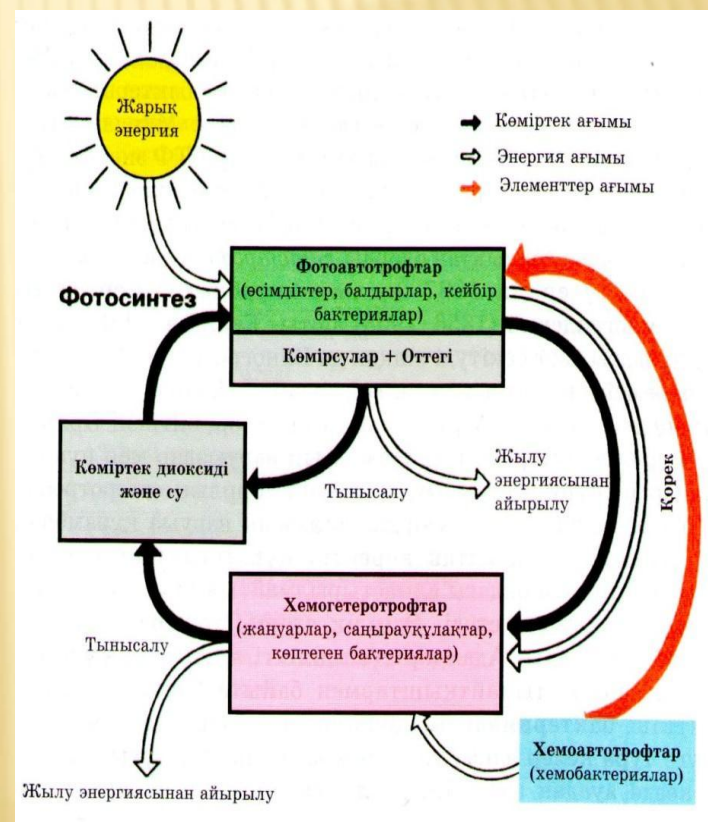 Жарық
энергия
Көміртек ағымы
Энергия ағымы
Элементтер ағымы
Фотосинтез
Фотоавтотрофтар
(өсімдіктер, балдырлар, кейбір
бактериялар)
Көмірсулар + Оттегі
Көміртек диоксиді
және су
Тынысалу
Жылу
энергиясынан
айырылу
Қорек
Хемогетеротрофтар
(жануарлар, саңырауқұлақтар,
көптеген бактериялар)
Тынысалу
Хемоавтотрофтар
(хемобактериялар)
Жылу энергиясынан айырылу